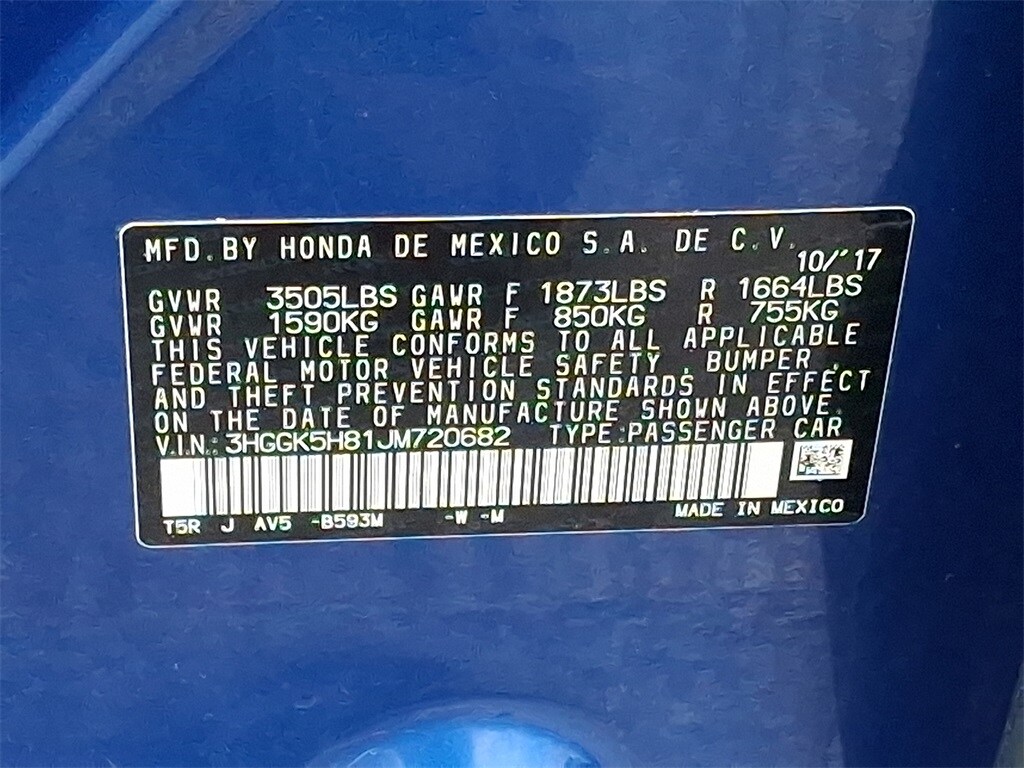 MFD. BY HONDA DE MEXICO S.A. DE C.V.
10/'17
GVWR 3505LBS GAWR F 1873LBS R 1664LBS
GVWR 1590KG GAWR F 850KG R 755KG
THIS VEHICLE CONFORMS TO ALL APPLICABLE
FEDERAL MOTOR VEHICLE SAFETY , BUMPER ,
AND THEFT PREVENTION STANDARDS IN EFFECT
ON THE DATE OF MANUFACTURE SHOWN ABOVE.
V.I.N.: 3HGGK5H81JM720682 TYPE:PASSENGER CAR
T5R J AV5 -B593M -W -M MADE IN MEXICO